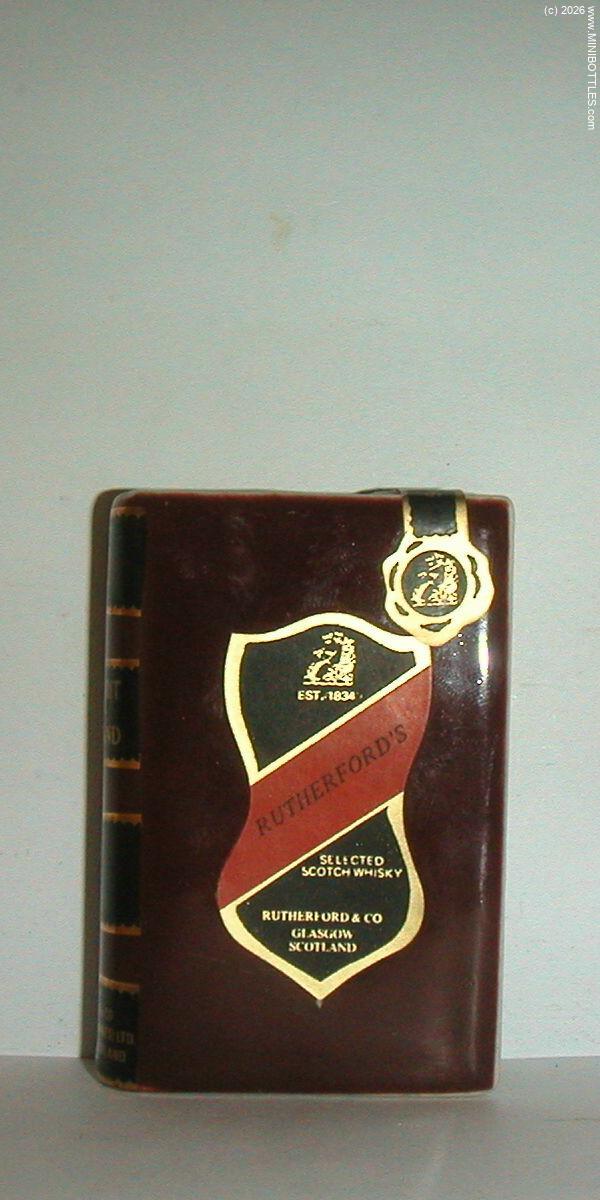 (c) 2026 www.MINIBOTTLES.com
EST. 1834
RUTHERFORD'S
SELECTED
SCOTCH WHISKY
RUTHERFORD & CO
GLASGOW
SCOTLAND